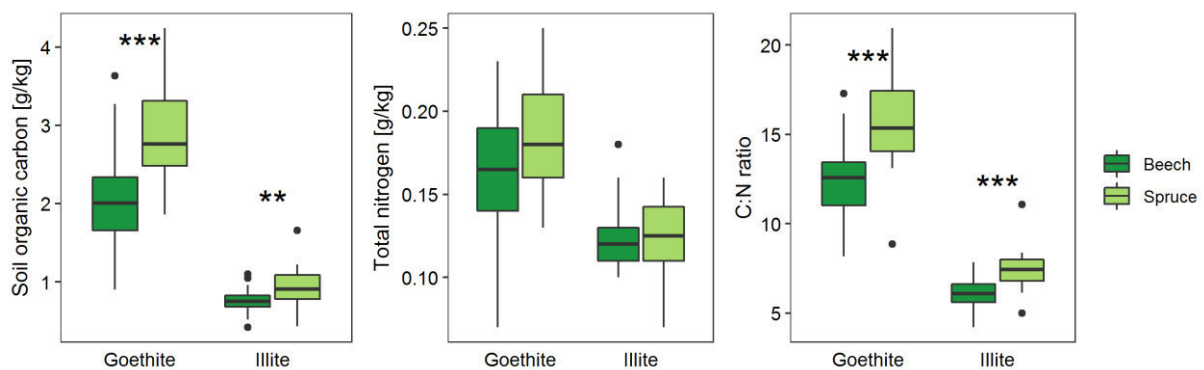 Soil organic carbon [g/kg]
4
3
2
1
***
**
Goethite
Illite
Total nitrogen [g/kg]
0.25
0.20
0.15
0.10
Goethite
Illite
C:N ratio
20
15
10
5
***
***
Goethite
Illite
Beech
Spruce